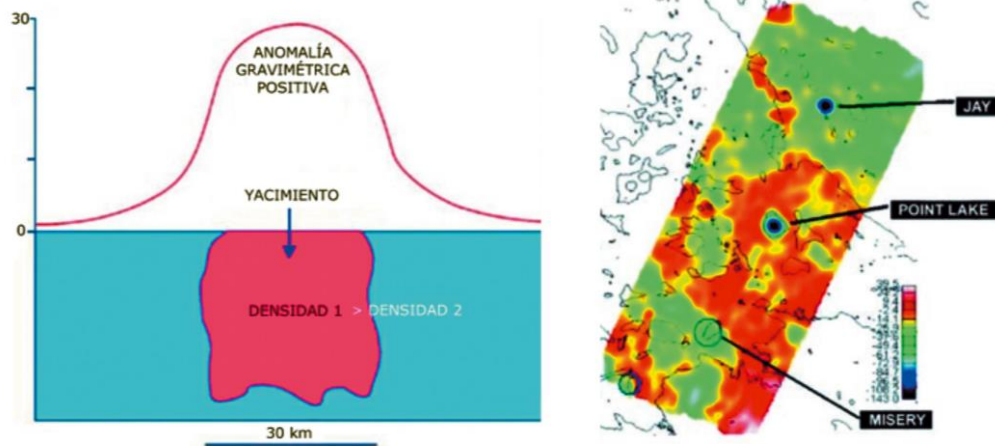 30
ANOMALÍA
GRAVIMÉTRICA
POSITIVA
YACIMIENTO
0
DENSIDAD 1 > DENSIDAD 2
30 km
JAY
POINT LAKE
MISERY